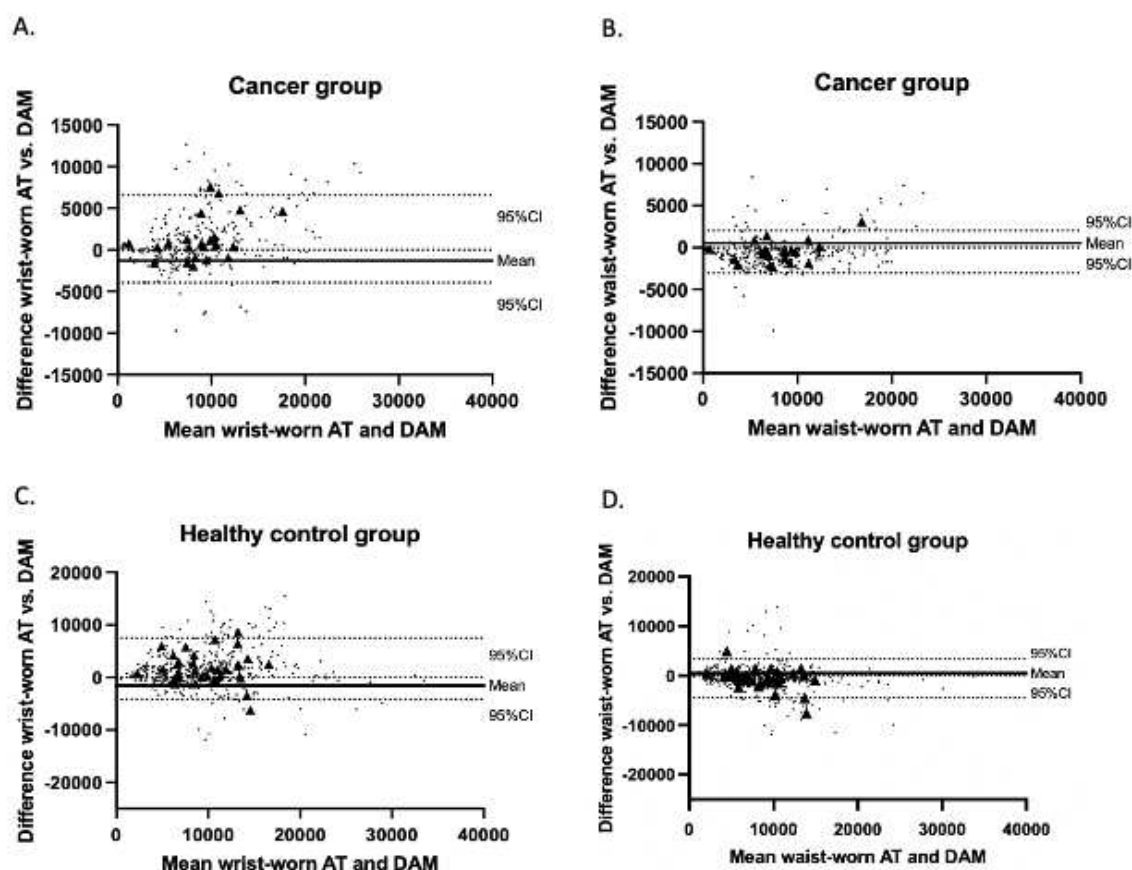 A.
Cancer group
Difference wrist-worn AT vs. DAM
15000
10000
5000
0
-5000
-10000
-15000
95%CI
Mean
95%CI
0
10000
20000
30000
40000
Mean wrist-worn AT and DAM
B.
Cancer group
Difference waist-worn AT vs. DAM
15000
10000
5000
0
-5000
-10000
-15000
95%CI
Mean
95%CI
0
10000
20000
30000
40000
Mean waist-worn AT and DAM
C.
Healthy control group
Difference wrist-worn AT vs. DAM
20000
10000
0
-10000
-20000
95%CI
Mean
95%CI
0
10000
20000
30000
40000
Mean wrist-worn AT and DAM
D.
Healthy control group
Difference waist-worn AT vs. DAM
20000
10000
0
-10000
-20000
95%CI
Mean
95%CI
0
10000
20000
30000
40000
Mean waist-worn AT and DAM